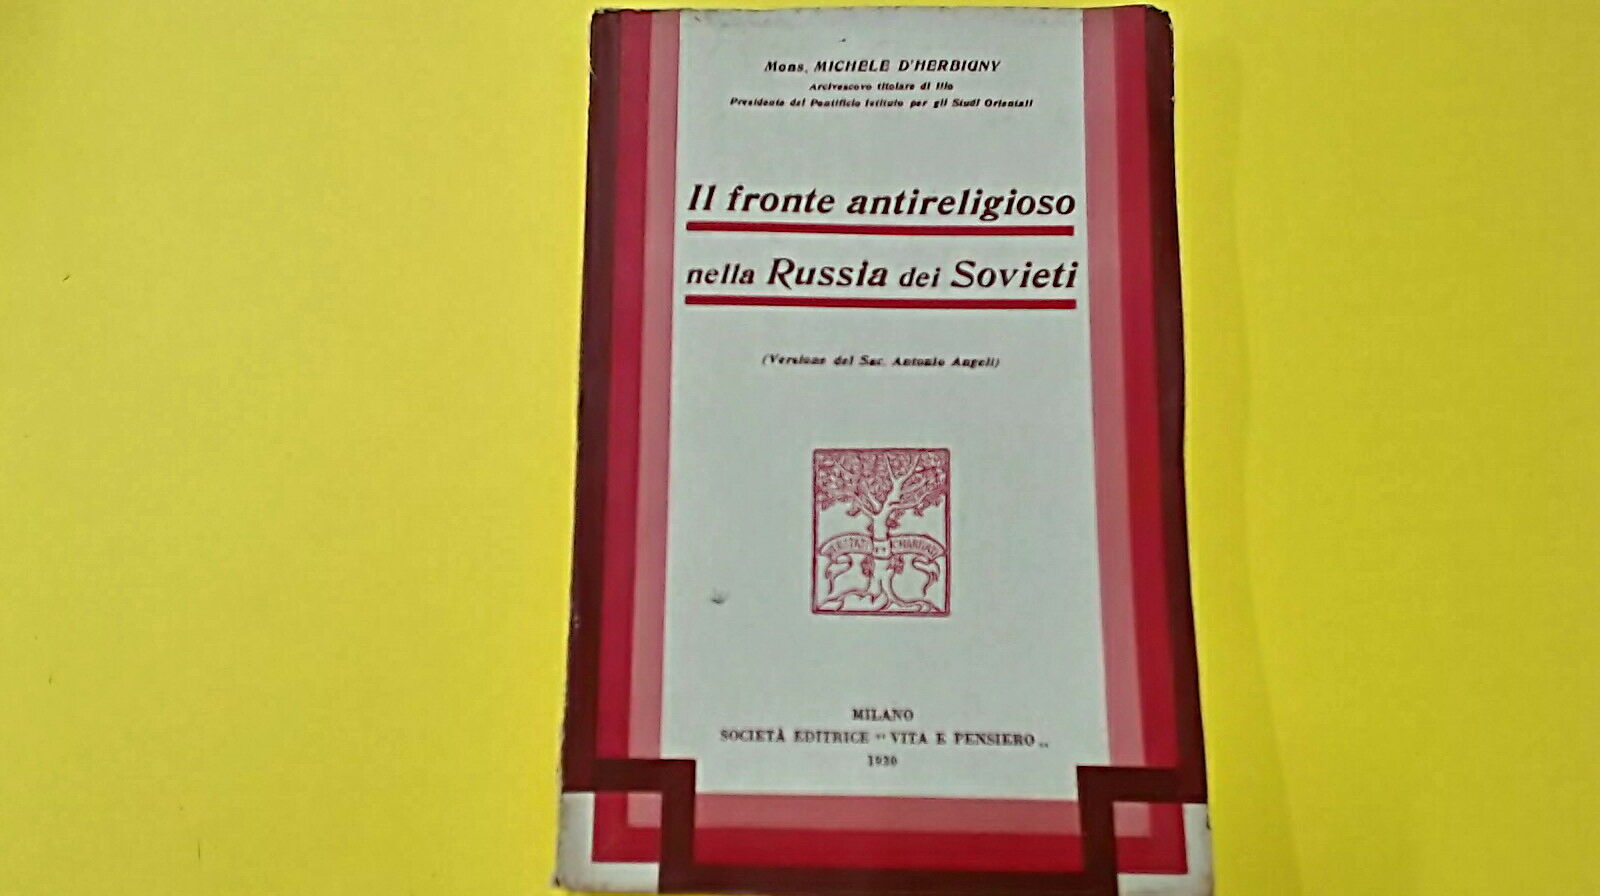 Mons. MICHELE D'HERBIGNY
Arcivescovo titolare di Ilio
Presidente del Pontificio Istituto per gli Studi Orientali
Il fronte antireligioso
nella Russia dei Sovieti
(Versione del Sac. Antonio Angeli)
MILANO
SOCIETÀ EDITRICE "VITA E PENSIERO„
1930